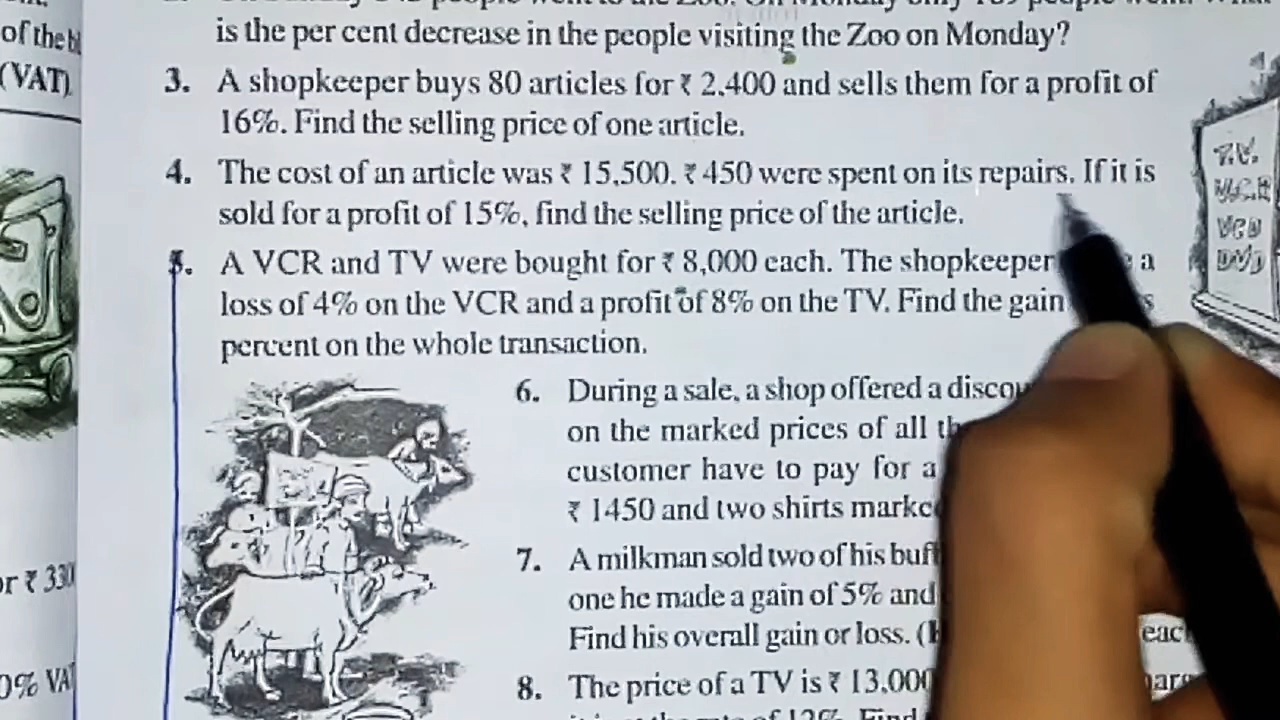 of the
(VAT)
is the per cent decrease in the people visiting the Zoo on Monday?
3. A shopkeeper buys 80 articles for ₹ 2,400 and sells them for a profit of
16%. Find the selling price of one article.
4. The cost of an article was ₹ 15,500. ₹ 450 were spent on its repairs. If it is
sold for a profit of 15%, find the selling price of the article.
5. A VCR and TV were bought for ₹ 8,000 each. The shopkeeper a
loss of 4% on the VCR and a profit of 8% on the TV. Find the gain
percent on the whole transaction.
6. During a sale, a shop offered a
on the marked prices of all
customer have to pay for a
₹ 1450 and two shirts
7. A milkman sold two of his
one he made a gain of 5% and
Find his overall gain or loss.
8. The price of a TV is ₹ 13,000
₹ 330
0% VAT
T.V.
VCR
VCD
DVD